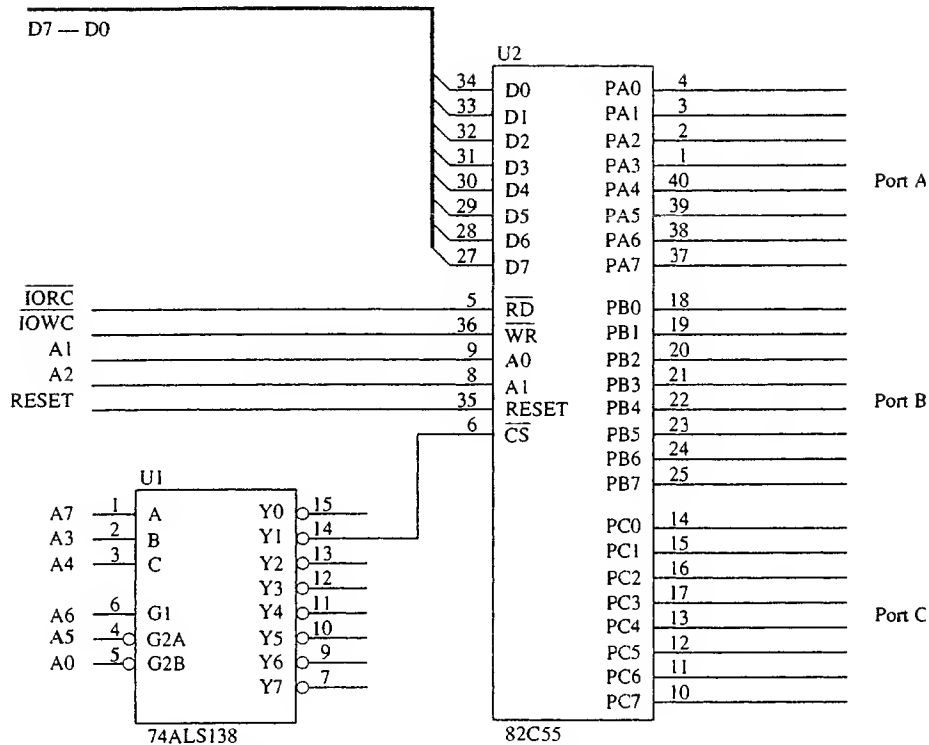 D7 — D0
U2
34 D0 PA0 4
33 D1 PA1 3
32 D2 PA2 2
31 D3 PA3 1
30 D4 PA4 40
29 D5 PA5 39
28 D6 PA6 38
27 D7 PA7 37
Port A
IORC 5 RD PB0 18
IOWC 36 WR PB1 19
A1 9 A0 PB2 20
A2 8 A1 PB3 21
RESET 35 RESET PB4 22
6 CS PB5 23
PB6 24
PB7 25
Port B
U1
A7 1 A Y0 15
A3 2 B Y1 14
A4 3 C Y2 13
Y3 12
A6 6 G1 Y4 11
A5 4 G2A Y5 10
A0 5 G2B Y6 9
Y7 7
74ALS138
PC0 14
PC1 15
PC2 16
PC3 17
PC4 13
PC5 12
PC6 11
PC7 10
Port C
82C55